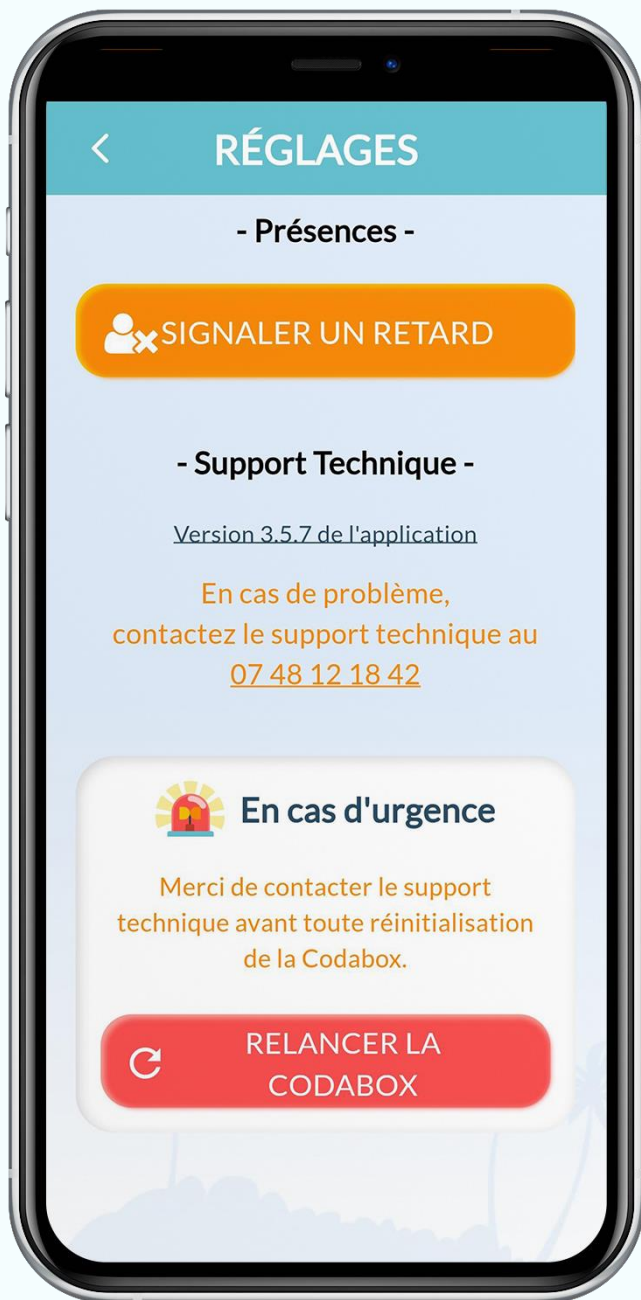 RÉGLAGES
- Présences -
SIGNALER UN RETARD
- Support Technique -
Version 3.5.7 de l'application
En cas de problème,
contactez le support technique au
07 48 12 18 42
En cas d'urgence
Merci de contacter le support
technique avant toute réinitialisation
de la Codabox.
RELANCER LA
CODABOX